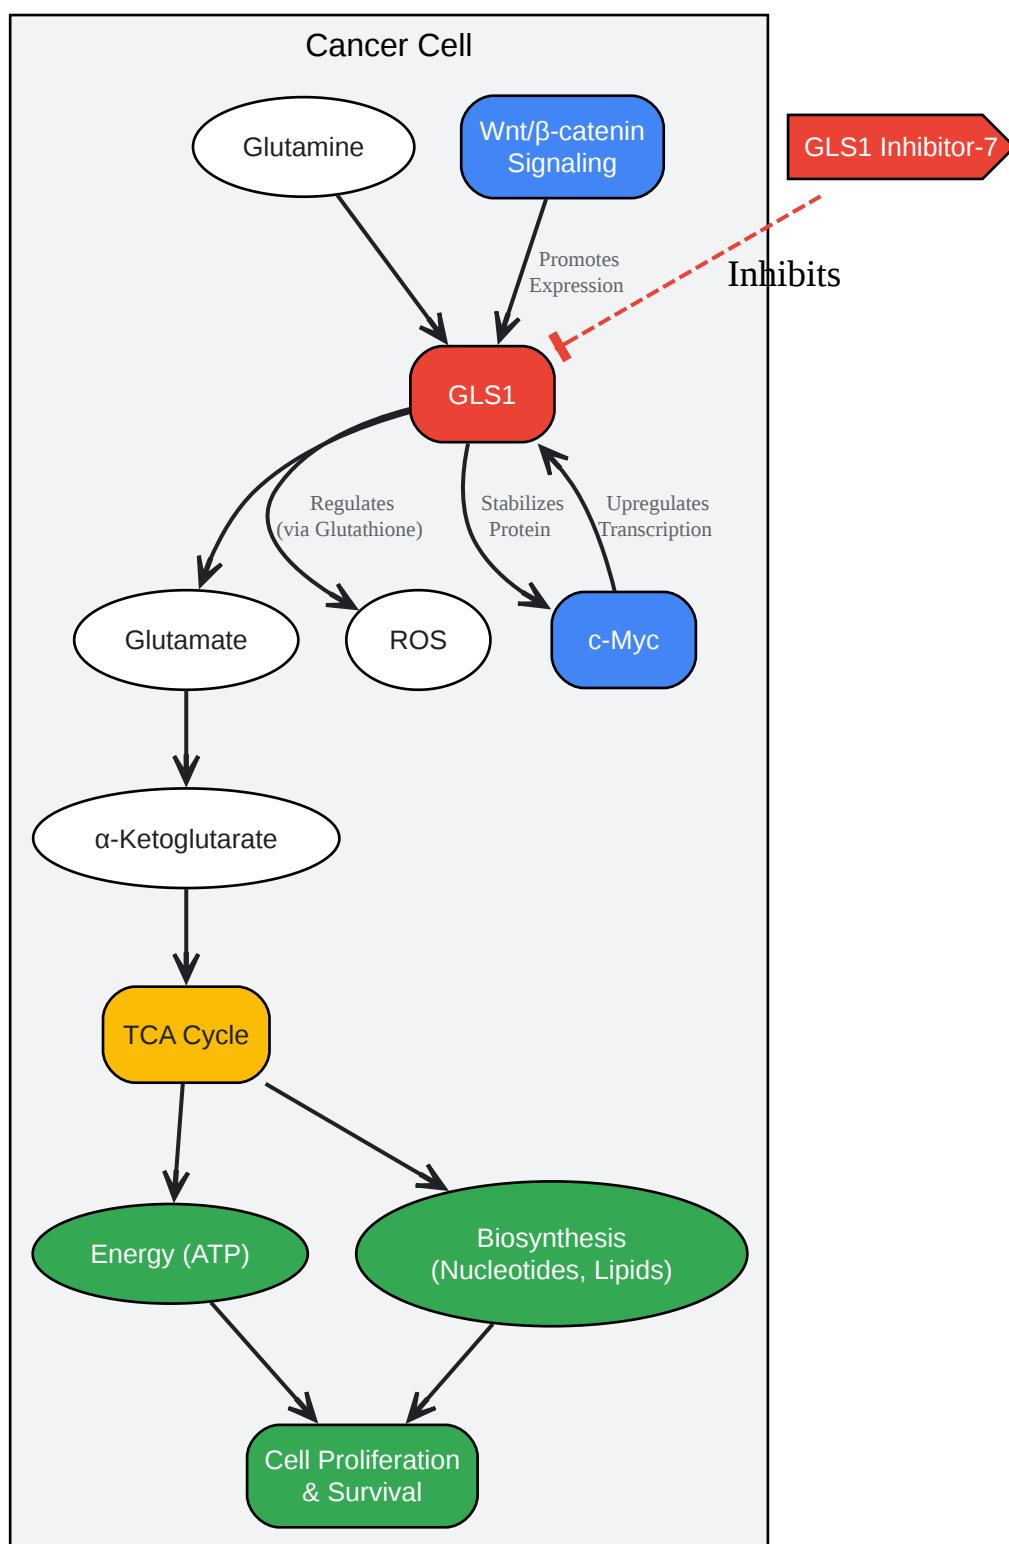 Cancer Cell
Glutamine
Wnt/β-catenin
Signaling
GLS1 Inhibitor-7
Promotes
Expression
Inhibits
GLS1
Regulates
(via Glutathione)
Stabilizes
Protein
Upregulates
Transcription
Glutamate
ROS
c-Myc
α-Ketoglutarate
TCA Cycle
Energy (ATP)
Biosynthesis
(Nucleotides, Lipids)
Cell Proliferation
& Survival